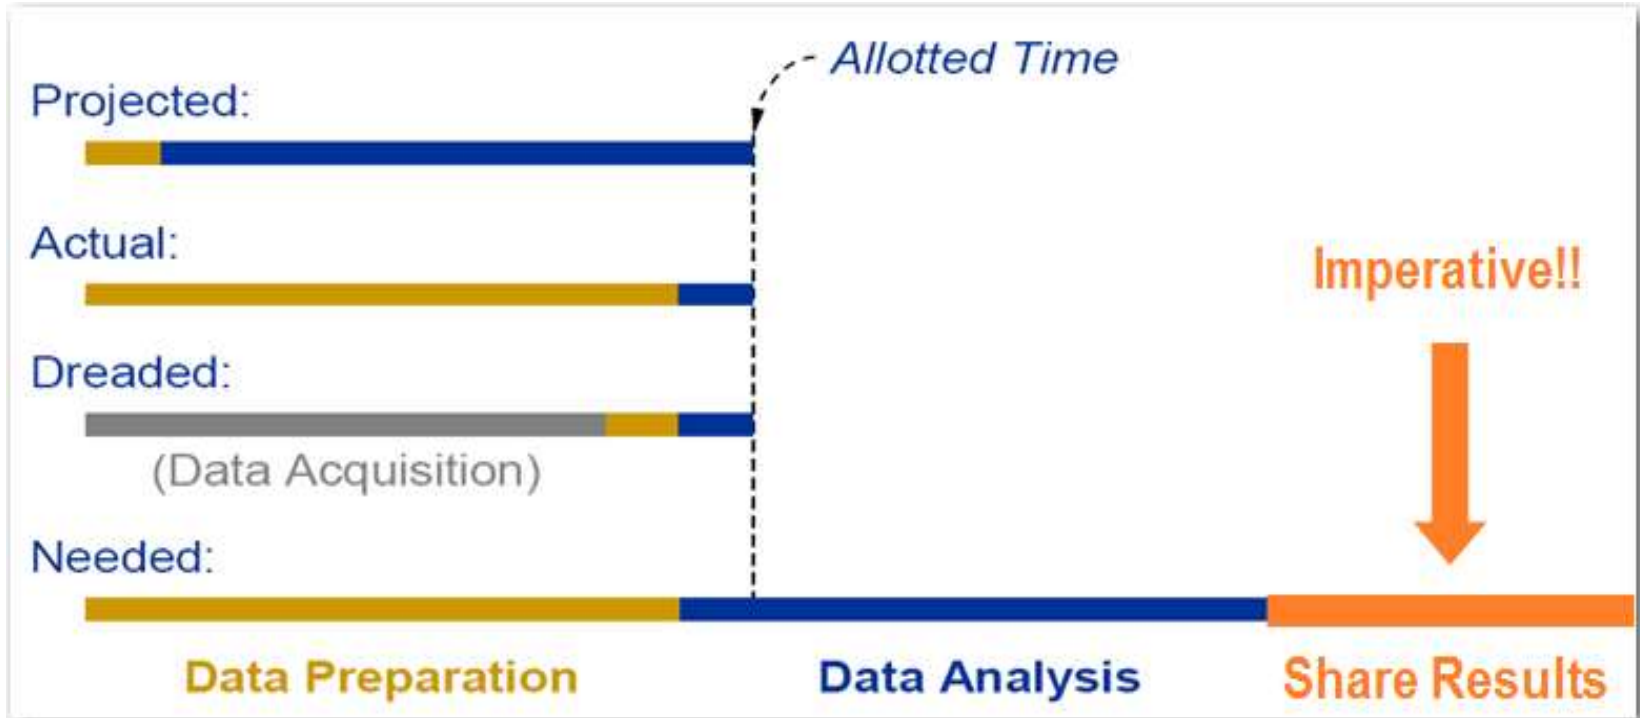 Allotted Time
Projected:
Actual:
Imperative!!
Dreaded:
(Data Acquisition)
Needed:
Data Preparation
Data Analysis
Share Results